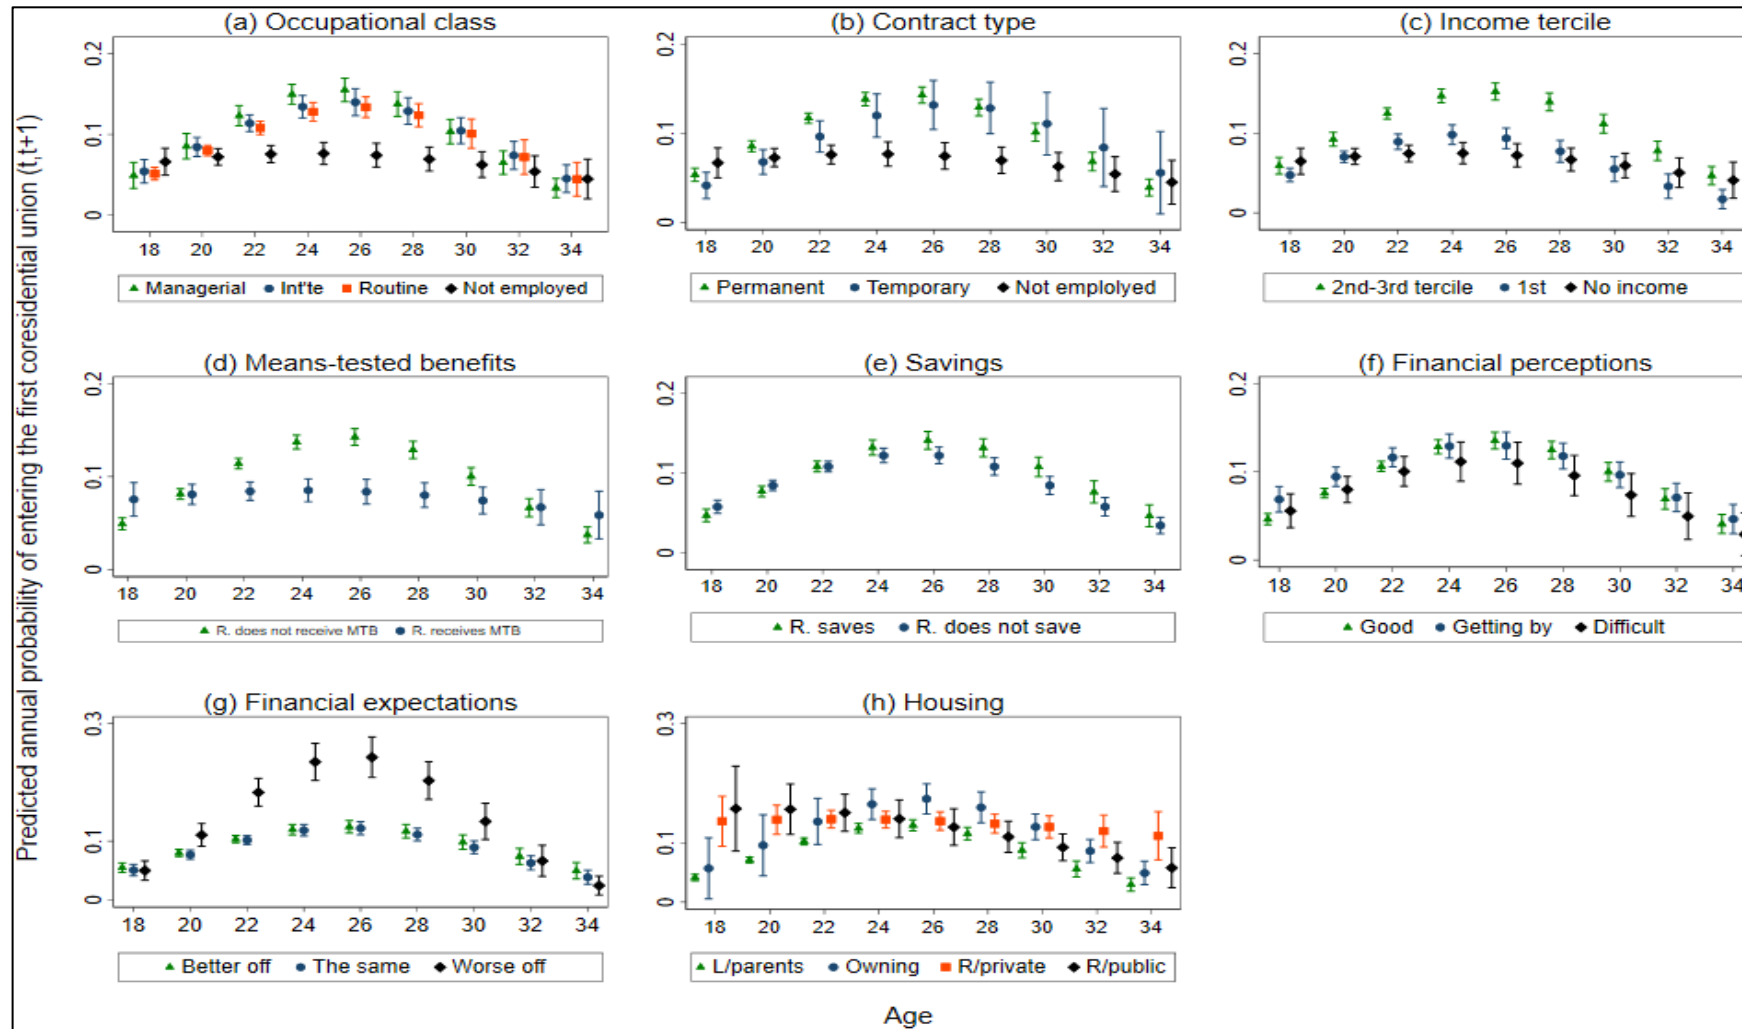 Predicted annual probability of entering the first coresidential union (t,t+1)
(a) Occupational class
0.2
0.1
0
18 20 22 24 26 28 30 32 34
Managerial Int'te Routine Not employed
(b) Contract type
0.2
0.1
0
18 20 22 24 26 28 30 32 34
Permanent Temporary Not emplolyed
(c) Income tercile
0.2
0.1
0
18 20 22 24 26 28 30 32 34
2nd-3rd tercile 1st No income
(d) Means-tested benefits
0.2
0.1
0
18 20 22 24 26 28 30 32 34
R. does not receive MTB R. receives MTB
(e) Savings
0.2
0.1
0
18 20 22 24 26 28 30 32 34
R. saves R. does not save
(f) Financial perceptions
0.2
0.1
0
18 20 22 24 26 28 30 32 34
Good Getting by Difficult
(g) Financial expectations
0.3
0.1
0
18 20 22 24 26 28 30 32 34
Better off The same Worse off
(h) Housing
0.3
0.1
0
18 20 22 24 26 28 30 32 34
L/parents Owning R/private R/public
Age